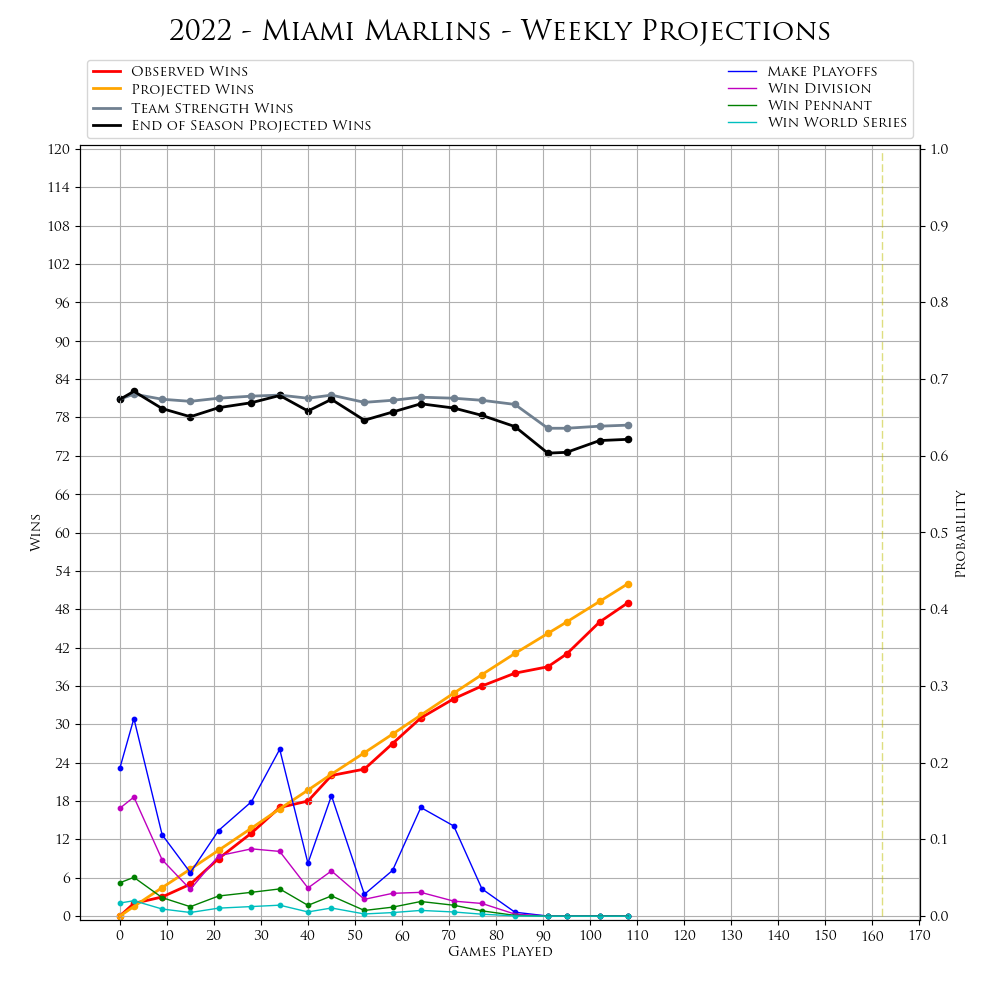 2022 - Miami Marlins - Weekly Projections
Observed Wins
Projected Wins
Team Strength Wins
End of Season Projected Wins
Make Playoffs
Win Division
Win Pennant
Win World Series
120
114
108
102
96
90
84
78
72
66
60
54
48
42
36
30
24
18
12
6
0
Wins
1.0
0.9
0.8
0.7
0.6
0.5
0.4
0.3
0.2
0.1
0.0
Probability
0 10 20 30 40 50 60 70 80 90 100 110 120 130 140 150 160 170
Games Played